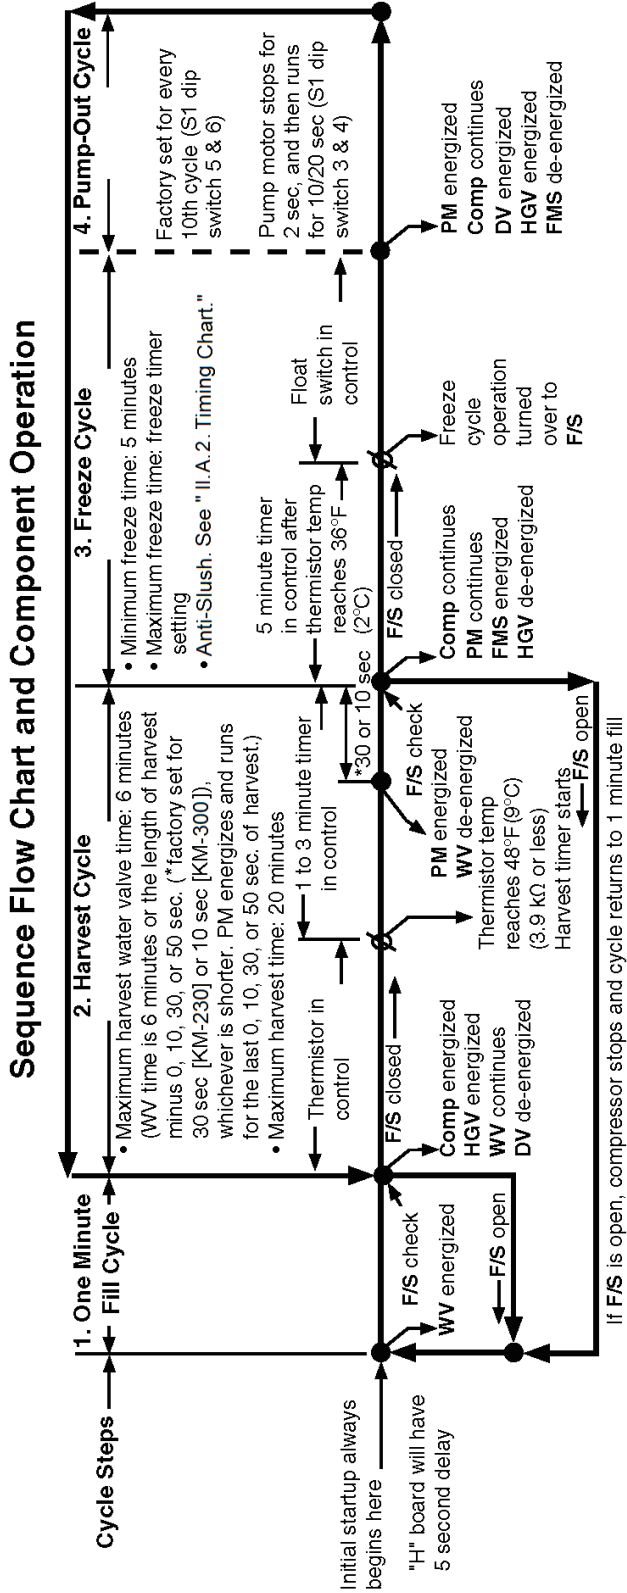 Sequence Flow Chart and Component Operation
Cycle Steps
1. One Minute
Fill Cycle
2. Harvest Cycle
3. Freeze Cycle
4. Pump-Out Cycle
• Maximum harvest water valve time: 6 minutes
(WV time is 6 minutes or the length of harvest
minus 0, 10, 30, or 50 sec. (*factory set for
30 sec [KM-230] or 10 sec [KM-300]),
whichever is shorter. PM energizes and runs
for the last 0, 10, 30, or 50 sec. of harvest.)
• Maximum harvest time: 20 minutes
• Minimum freeze time: 5 minutes
• Maximum freeze time: freeze timer
setting
• Anti-Slush. See " II.A.2. Timing Chart."
Factory set for every
10th cycle (S1 dip
switch 5 & 6)
Pump motor stops for
2 sec, and then runs
for 10/20 sec (S1 dip
switch 3 & 4)
Thermistor in
control
1 to 3 minute timer
in control
*30 or 10 sec
5 minute timer
in control after
thermistor temp
reaches 36°F
(2°C)
Float
switch in
control
Initial startup always
begins here
"H" board will have
5 second delay
F/S check
WV energized
F/S open
F/S closed
Comp energized
HGV energized
WV continues
DV de-energized
Thermistor temp
reaches 48°F(9°C)
(3.9 kΩ or less)
Harvest timer starts
PM energized
WV de-energized
F/S check
F/S open
F/S closed
Comp continues
PM continues
FMS energized
HGV de-energized
Freeze
cycle
operation
turned
over to
F/S
PM energized
Comp continues
DV energized
HGV energized
FMS de-energized
If F/S is open, compressor stops and cycle returns to 1 minute fill